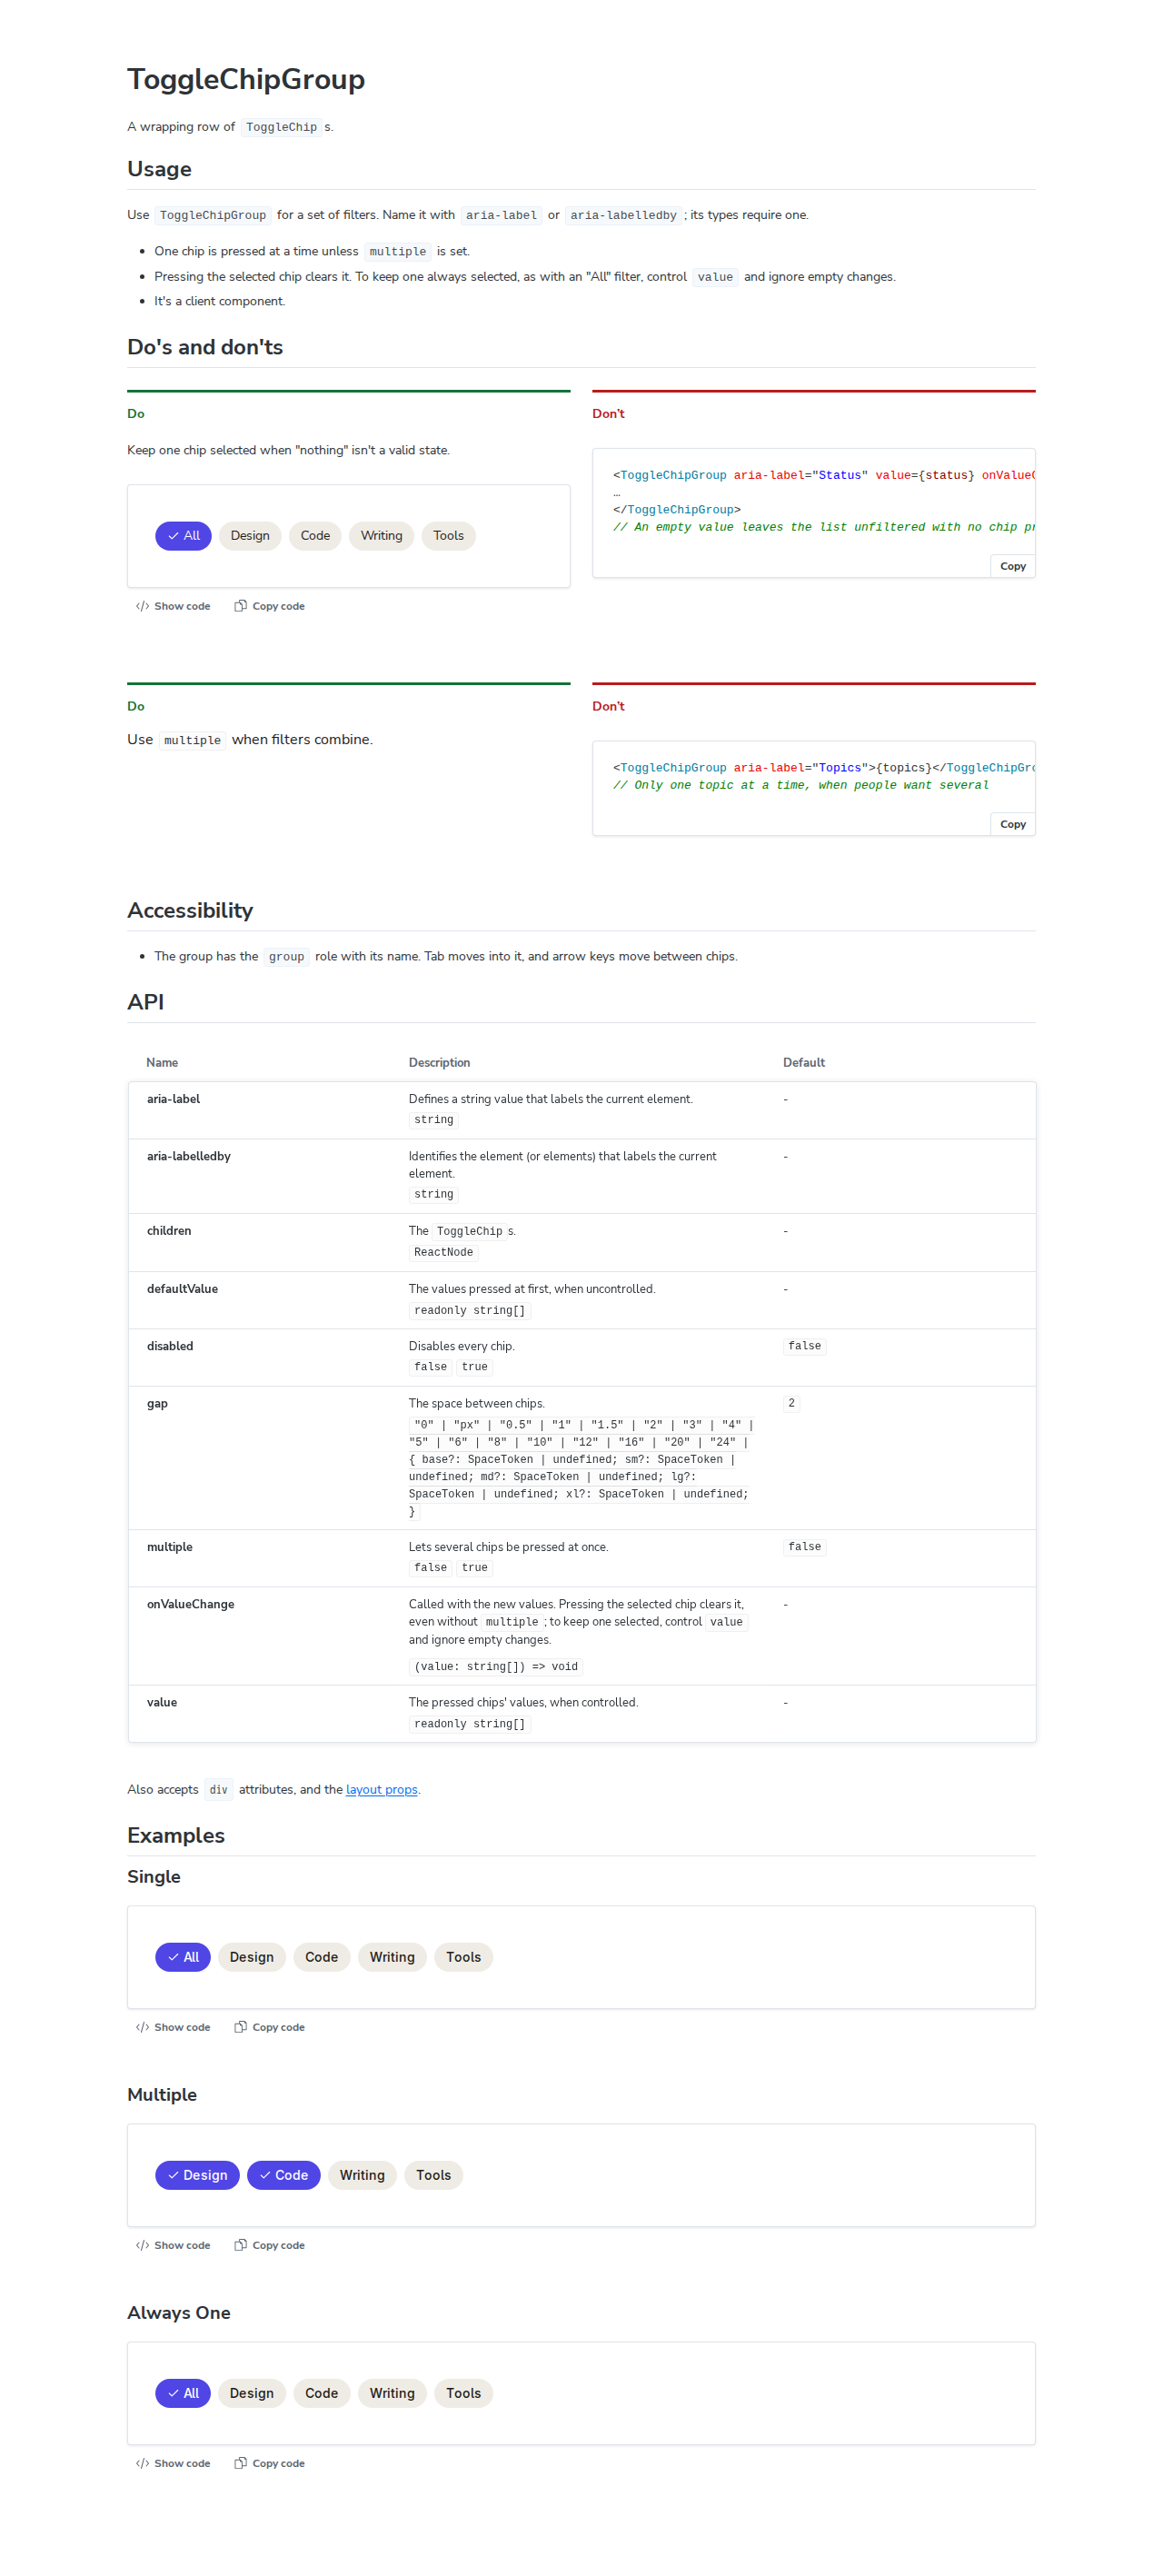 ToggleChipGroup
A wrapping row of ToggleChips.
Usage
Use ToggleChipGroup for a set of filters. Name it with aria-label or aria-labelledby; its types require one.
One chip is pressed at a time unless multiple is set.
Pressing the selected chip clears it. To keep one always selected, as with an "All" filter, control value and ignore empty changes.
It's a client component.
Do's and don'ts
Do
Keep one chip selected when "nothing" isn't a valid state.
All Design Code Writing Tools
Show code Copy code
Don't
<ToggleChipGroup aria-label="Status" value={status} onValue
…
</ToggleChipGroup>
// An empty value leaves the list unfiltered with no chip
Copy
Do
Use multiple when filters combine.
Don't
<ToggleChipGroup aria-label="Topics">{topics}</ToggleChipGr
// Only one topic at a time, when people want several
Copy
Accessibility
The group has the group role with its name. Tab moves into it, and arrow keys move between chips.
API
Name Description Default
aria-label Defines a string value that labels the current element. -
string
aria-labelledby Identifies the element (or elements) that labels the current -
element.
string
children The ToggleChips. -
ReactNode
defaultValue The values pressed at first, when uncontrolled. -
readonly string[]
disabled Disables every chip. false
false true
gap The space between chips. 2
"0" | "px" | "0.5" | "1" | "1.5" | "2" | "3" | "4" |
"5" | "6" | "8" | "10" | "12" | "16" | "20" | "24" |
{ base?: SpaceToken | undefined; sm?: SpaceToken |
undefined; md?: SpaceToken | undefined; lg?:
SpaceToken | undefined; xl?: SpaceToken | undefined;
}
multiple Lets several chips be pressed at once. false
false true
onValueChange Called with the new values. Pressing the selected chip clears it, -
even without multiple; to keep one selected, control value
and ignore empty changes.
(value: string[]) => void
value The pressed chips' values, when controlled. -
readonly string[]
Also accepts div attributes, and the layout props.
Examples
Single
All Design Code Writing Tools
Show code Copy code
Multiple
Design Code Writing Tools
Show code Copy code
Always One
All Design Code Writing Tools
Show code Copy code